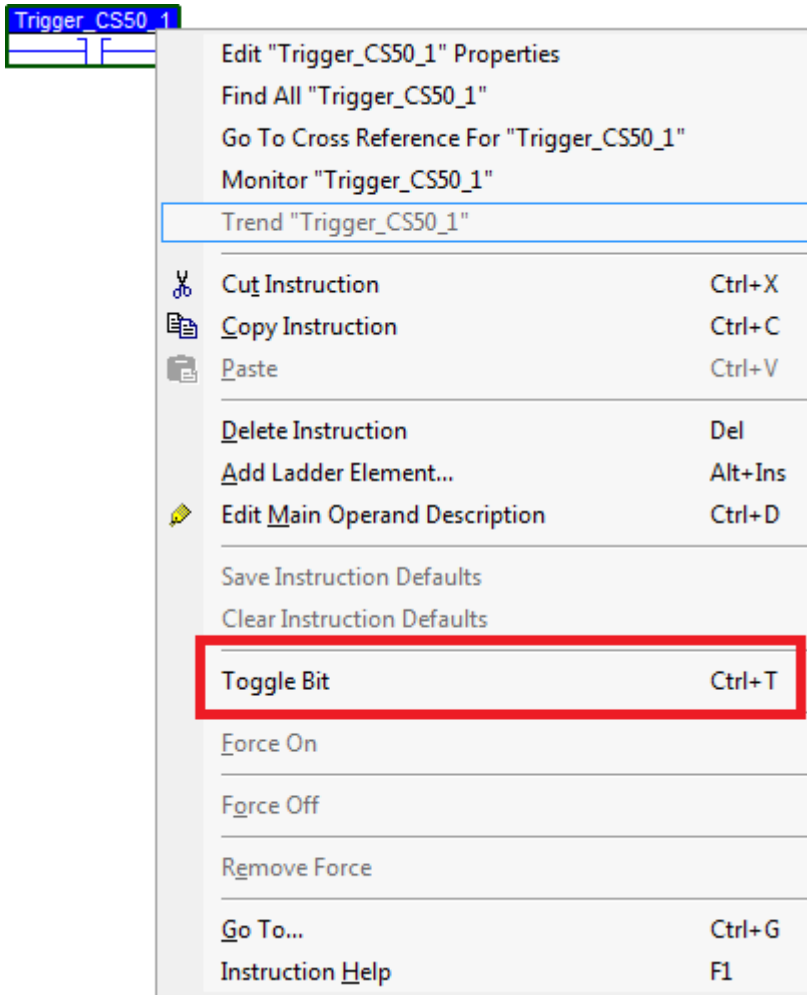 Trigger_CS50_1
Edit "Trigger_CS50_1" Properties
Find All "Trigger_CS50_1"
Go To Cross Reference For "Trigger_CS50_1"
Monitor "Trigger_CS50_1"
Trend "Trigger_CS50_1"
Cut Instruction Ctrl+X
Copy Instruction Ctrl+C
Paste Ctrl+V
Delete Instruction Del
Add Ladder Element... Alt+Ins
Edit Main Operand Description Ctrl+D
Save Instruction Defaults
Clear Instruction Defaults
Toggle Bit Ctrl+T
Force On
Force Off
Remove Force
Go To... Ctrl+G
Instruction Help F1